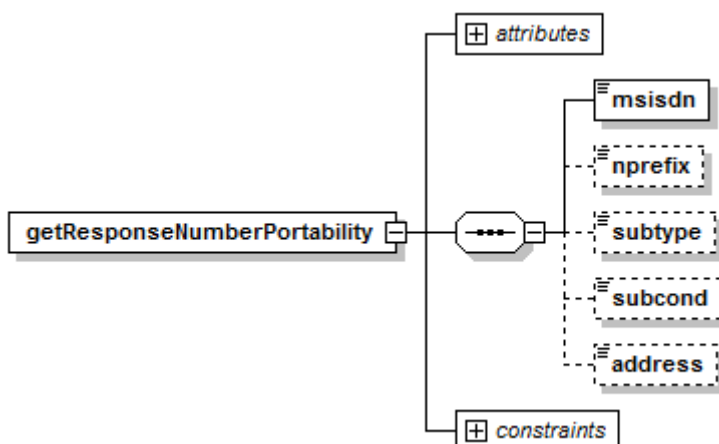 attributes
msisdn
nprefix
getResponseNumberPortability
subtype
subcond
address
constraints